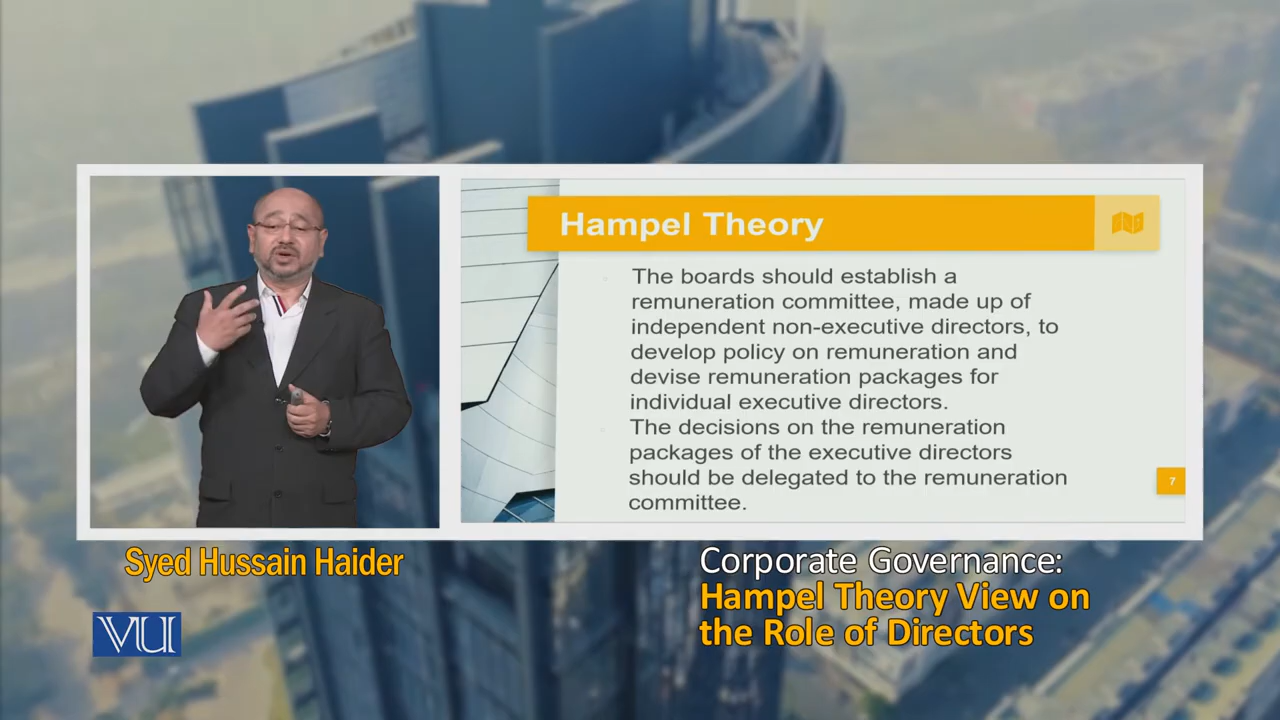 Hampel Theory
The boards should establish a
remuneration committee, made up of
independent non-executive directors, to
develop policy on remuneration and
devise remuneration packages for
individual executive directors.
The decisions on the remuneration
packages of the executive directors
should be delegated to the remuneration
committee.
7
Syed Hussain Haider
Corporate Governance:
Hampel Theory View on
the Role of Directors
VU